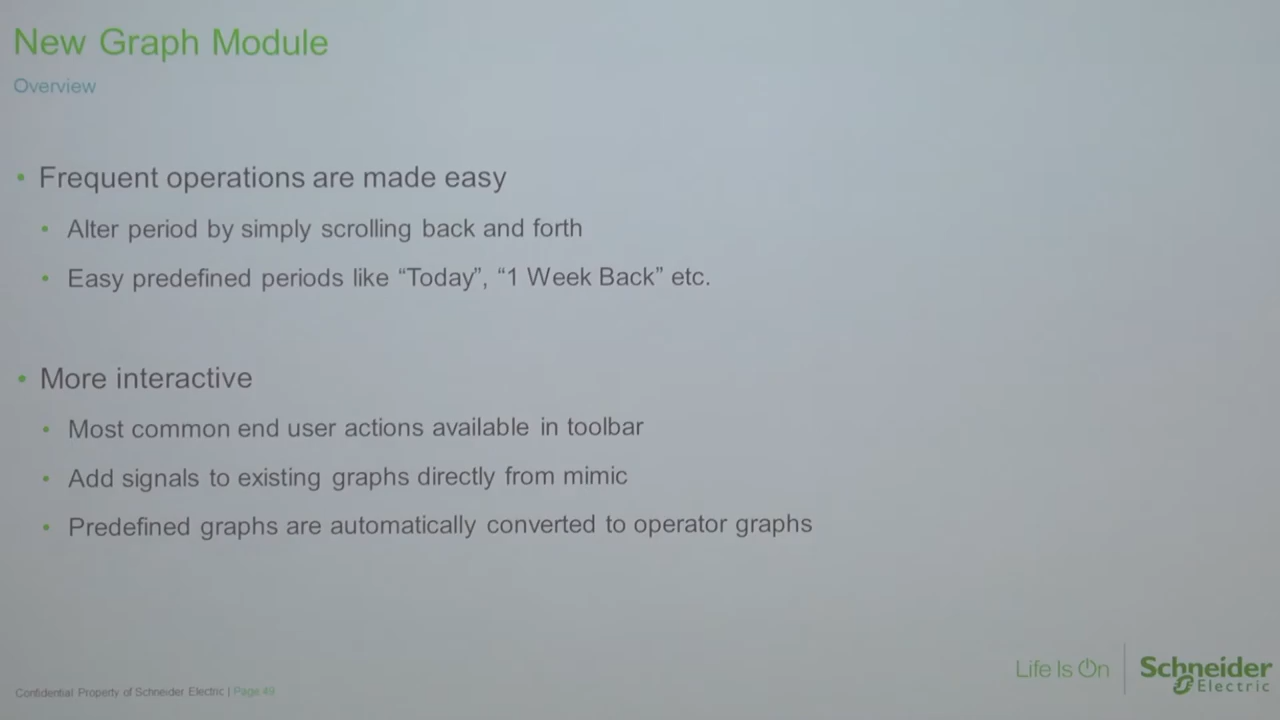 New Graph Module
Overview
• Frequent operations are made easy
• Alter period by simply scrolling back and forth
• Easy predefined periods like “Today”, “1 Week Back” etc.
• More interactive
• Most common end user actions available in toolbar
• Add signals to existing graphs directly from mimic
• Predefined graphs are automatically converted to operator graphs
Confidential Property of Schneider Electric | Page 49
Life Is On
Schneider
Electric